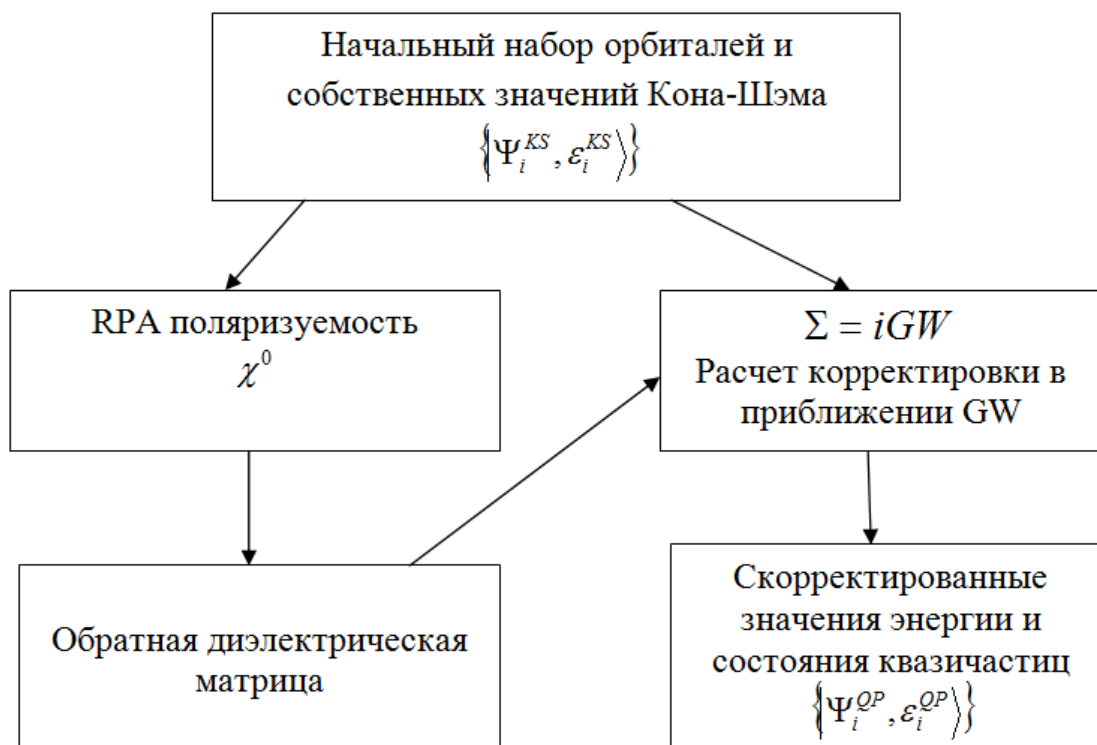 Начальный набор орбиталей и
собственных значений Кона-Шэма
{|Ψ_i^{KS}, ε_i^{KS}⟩}
RPA поляризуемость
χ^0
Σ = iGW
Расчет корректировки в
приближении GW
Обратная диэлектрическая
матрица
Скорректированные
значения энергии и
состояния квазичастиц
{|Ψ_i^{QP}, ε_i^{QP}⟩}